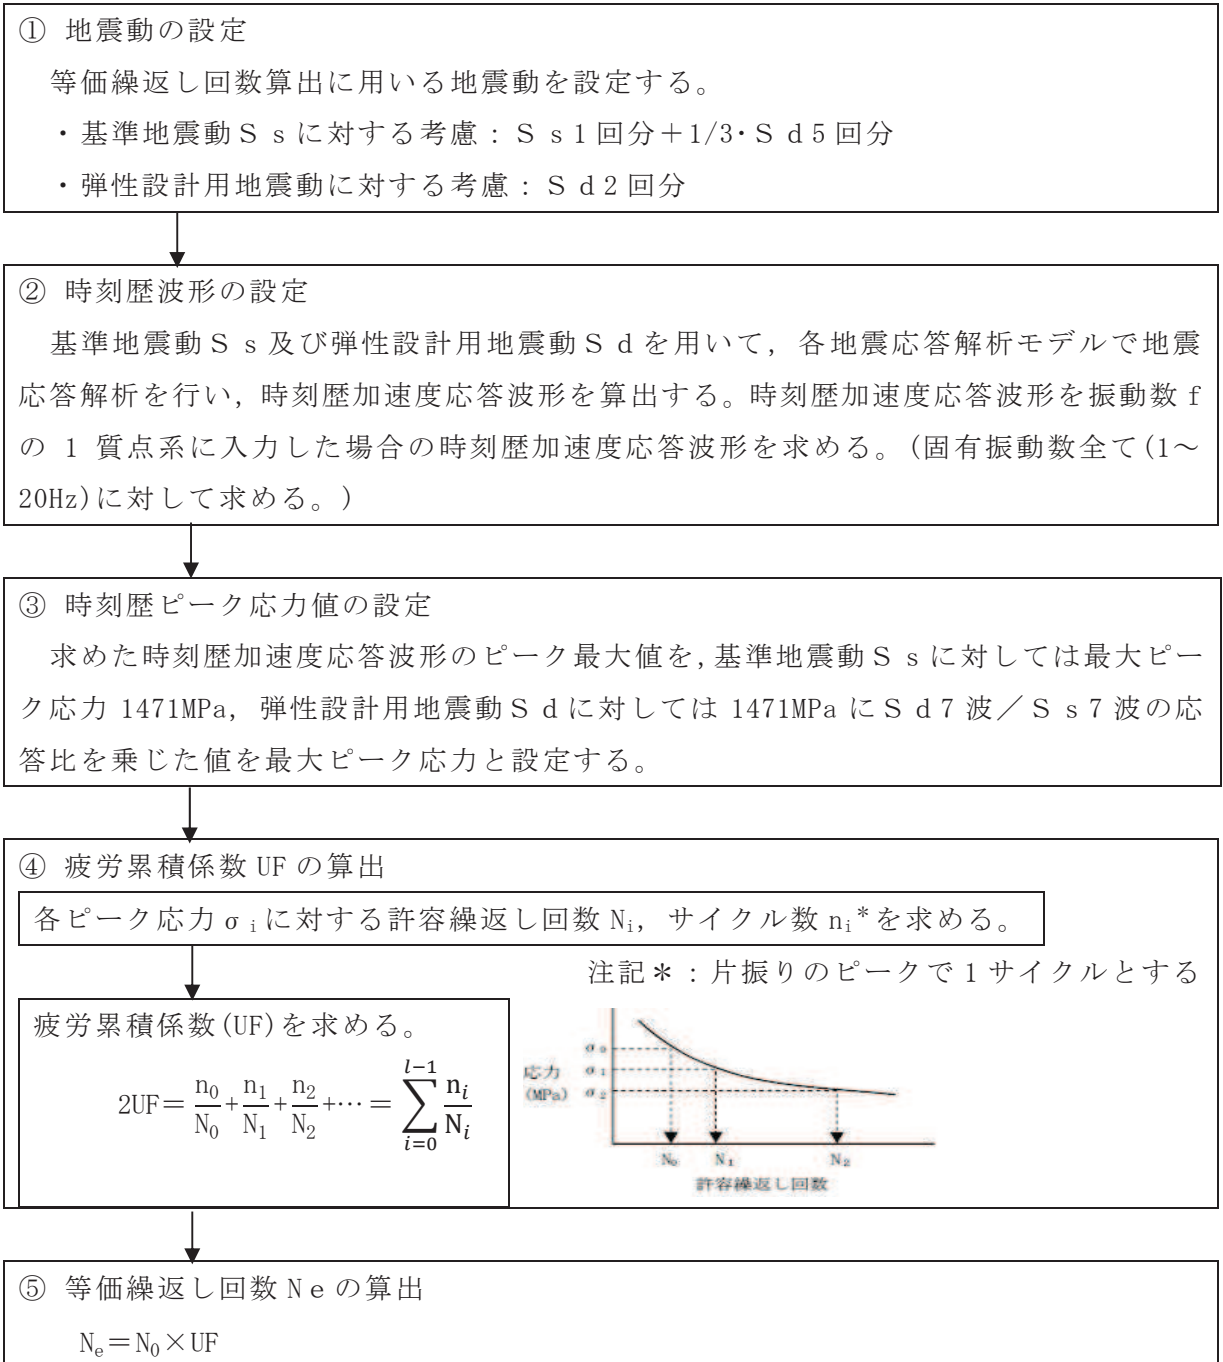 ① 地震動の設定
等価繰返し回数算出に用いる地震動を設定する。
・基準地震動Ｓｓに対する考慮：Ｓｓ1回分＋1/3・Ｓｄ5回分
・弾性設計用地震動に対する考慮：Ｓｄ2回分
② 時刻歴波形の設定
基準地震動Ｓｓ及び弾性設計用地震動Ｓｄを用いて，各地震応答解析モデルで地震
応答解析を行い，時刻歴加速度応答波形を算出する。時刻歴加速度応答波形を振動数 f
の 1 質点系に入力した場合の時刻歴加速度応答波形を求める。(固有振動数全て(1～
20Hz)に対して求める。)
③ 時刻歴ピーク応力値の設定
求めた時刻歴加速度応答波形のピーク最大値を，基準地震動Ｓｓに対しては最大ピー
ク応力 1471MPa，弾性設計用地震動Ｓｄに対しては 1471MPa にＳｄ7波／Ｓｓ7波の応
答比を乗じた値を最大ピーク応力と設定する。
④ 疲労累積係数 UF の算出
各ピーク応力σi に対する許容繰返し回数 Ni，サイクル数 ni*を求める。
注記＊：片振りのピークで1サイクルとする
疲労累積係数(UF)を求める。
2UF＝ n0/N0 + n1/N1 + n2/N2 +⋯＝ ∑_{i=0}^{l−1} ni/Ni
応力
(MPa)
σ0
σ1
σ2
N0 N1 N2
許容繰返し回数
⑤ 等価繰返し回数Ｎｅの算出
Ne＝N0×UF